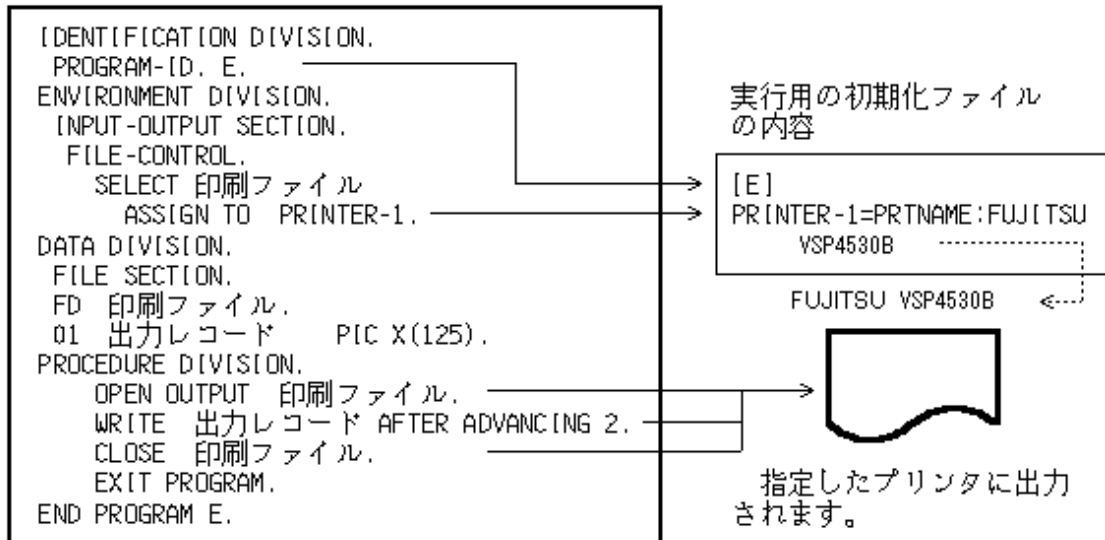 IDENTIFICATION DIVISION.
PROGRAM-ID. E.
ENVIRONMENT DIVISION.
INPUT-OUTPUT SECTION.
FILE-CONTROL.
SELECT 印刷ファイル
ASSIGN TO PRINTER-1.
DATA DIVISION.
FILE SECTION.
FD 印刷ファイル.
01 出力レコード PIC X(125).
PROCEDURE DIVISION.
OPEN OUTPUT 印刷ファイル.
WRITE 出力レコード AFTER ADVANCING 2.
CLOSE 印刷ファイル.
EXIT PROGRAM.
END PROGRAM E.
実行用の初期化ファイル
の内容
[E]
PRINTER-1=PRTNAME:FUJITSU
VSP4530B
FUJITSU VSP4530B
指定したプリンタに出力
されます。